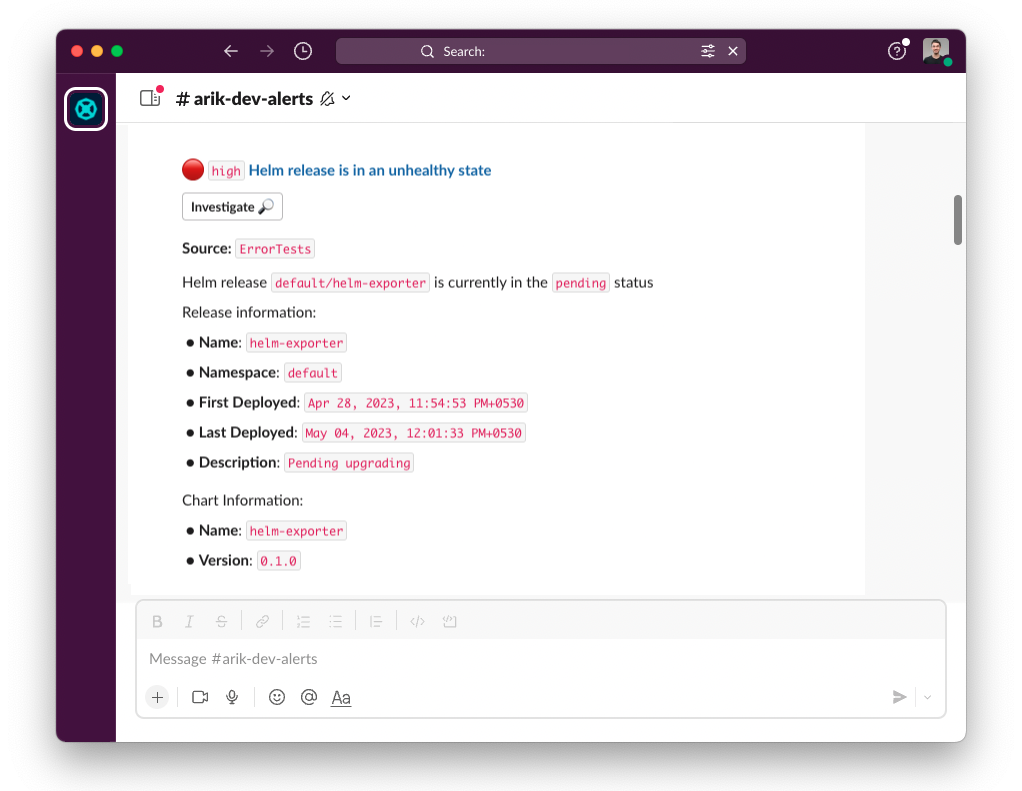 Search:
# arik-dev-alerts
high Helm release is in an unhealthy state
Investigate
Source: ErrorTests
Helm release default/helm-exporter is currently in the pending status
Release information:
● Name: helm-exporter
● Namespace: default
● First Deployed: Apr 28, 2023, 11:54:53 PM+0530
● Last Deployed: May 04, 2023, 12:01:33 PM+0530
● Description: Pending upgrading
Chart Information:
● Name: helm-exporter
● Version: 0.1.0
B I S
Message #arik-dev-alerts
Aa